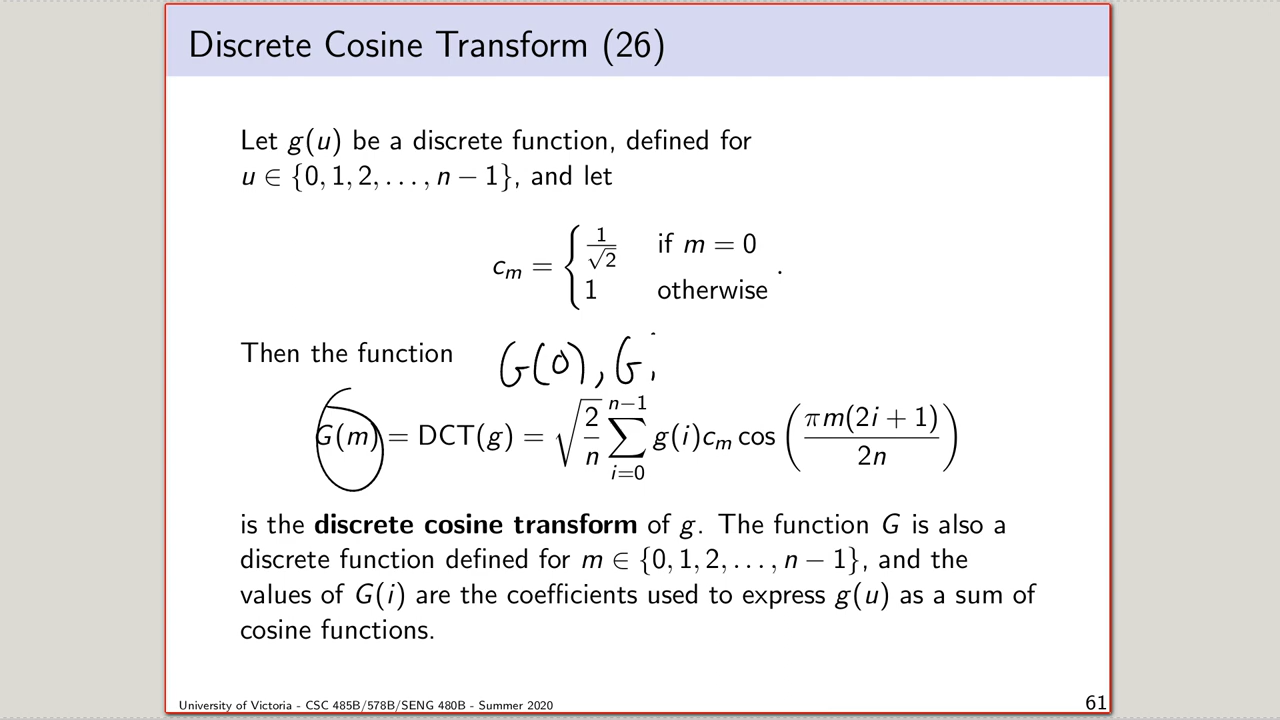 Discrete Cosine Transform (26)
Let g(u) be a discrete function, defined for
u ∈ {0, 1, 2, . . . , n − 1}, and let
c_m = { 1/√2 if m = 0
1 otherwise .
Then the function G(0), G
G(m) = DCT(g) = √(2/n) ∑_{i=0}^{n−1} g(i)c_m cos (πm(2i + 1)/2n)
is the discrete cosine transform of g. The function G is also a
discrete function defined for m ∈ {0, 1, 2, . . . , n − 1}, and the
values of G(i) are the coefficients used to express g(u) as a sum of
cosine functions.
University of Victoria - CSC 485B/578B/SENG 480B - Summer 2020 61